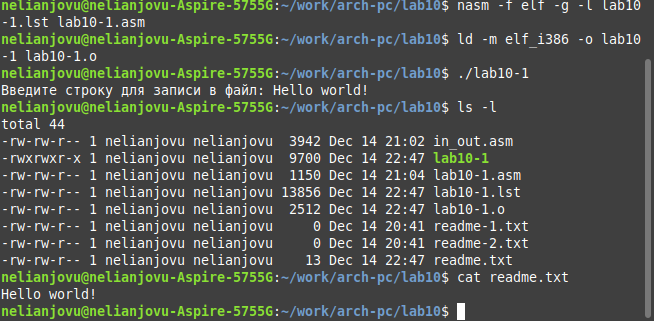 nelianjovu@nelianjovu-Aspire-5755G:~/work/arch-pc/lab10$ nasm -f elf -g -l lab10
-1.lst lab10-1.asm
nelianjovu@nelianjovu-Aspire-5755G:~/work/arch-pc/lab10$ ld -m elf_i386 -o lab10
-1 lab10-1.o
nelianjovu@nelianjovu-Aspire-5755G:~/work/arch-pc/lab10$ ./lab10-1
Введите строку для записи в файл: Hello world!
nelianjovu@nelianjovu-Aspire-5755G:~/work/arch-pc/lab10$ ls -l
total 44
-rw-rw-r-- 1 nelianjovu nelianjovu  3942 Dec 14 21:02 in_out.asm
-rwxrwxr-x 1 nelianjovu nelianjovu  9700 Dec 14 22:47 lab10-1
-rw-rw-r-- 1 nelianjovu nelianjovu  1150 Dec 14 21:04 lab10-1.asm
-rw-rw-r-- 1 nelianjovu nelianjovu 13856 Dec 14 22:47 lab10-1.lst
-rw-rw-r-- 1 nelianjovu nelianjovu  2512 Dec 14 22:47 lab10-1.o
-rw-rw-r-- 1 nelianjovu nelianjovu     0 Dec 14 20:41 readme-1.txt
-rw-rw-r-- 1 nelianjovu nelianjovu     0 Dec 14 20:41 readme-2.txt
-rw-rw-r-- 1 nelianjovu nelianjovu    13 Dec 14 22:47 readme.txt
nelianjovu@nelianjovu-Aspire-5755G:~/work/arch-pc/lab10$ cat readme.txt
Hello world!
nelianjovu@nelianjovu-Aspire-5755G:~/work/arch-pc/lab10$